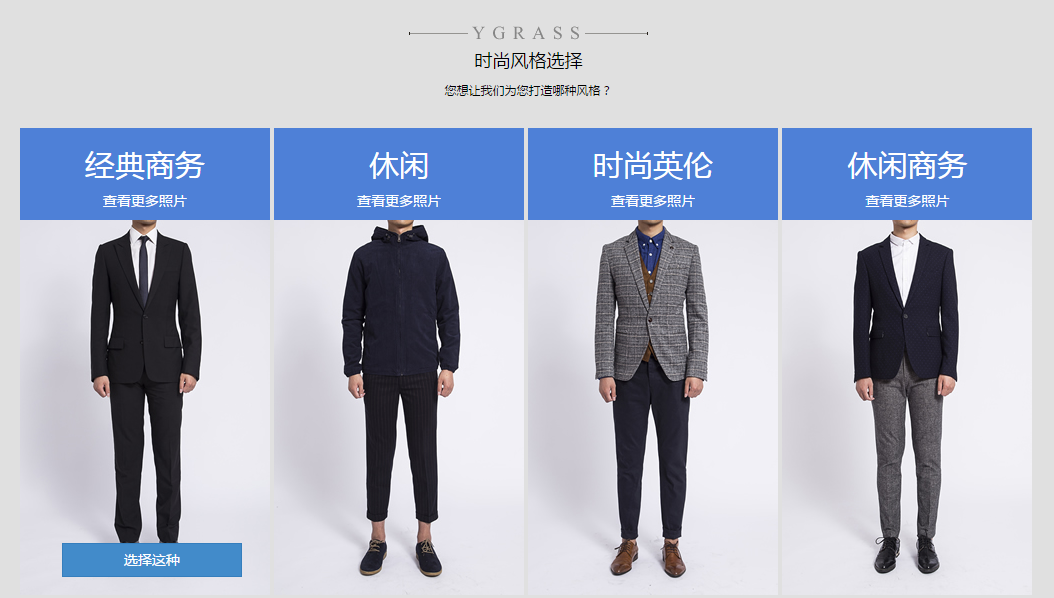 YGRASS
时尚风格选择
您想让我们为您打造哪种风格？
经典商务
查看更多照片
休闲
查看更多照片
时尚英伦
查看更多照片
休闲商务
查看更多照片
选择这种